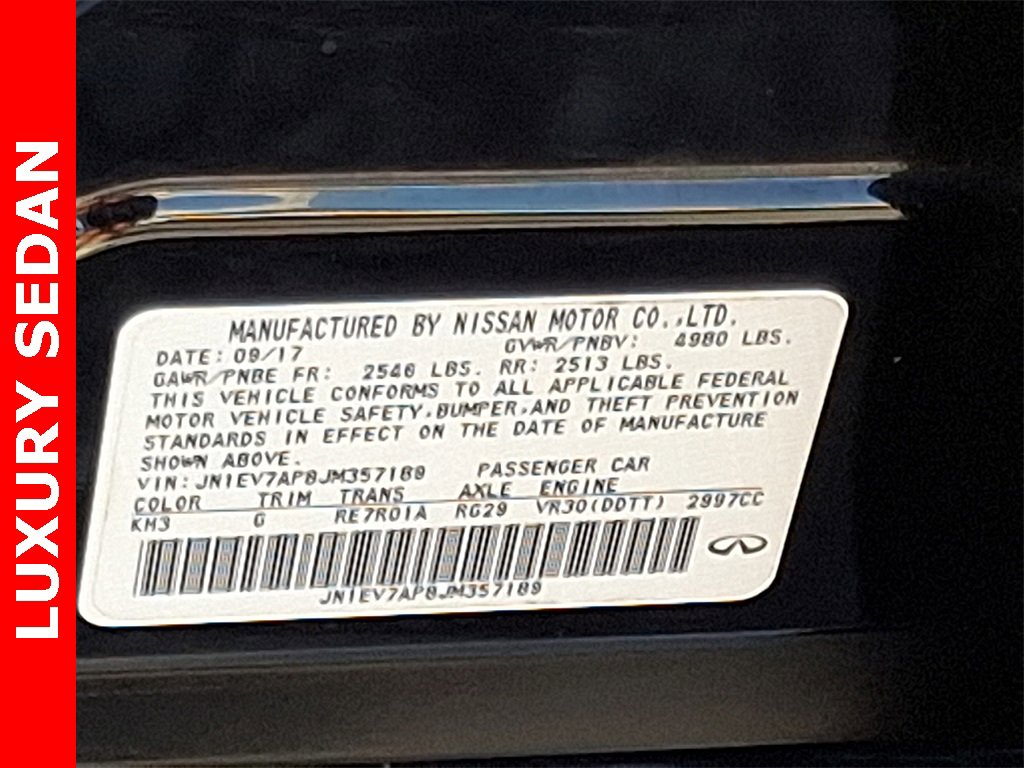 LUXURY SEDAN
MANUFACTURED BY NISSAN MOTOR CO.,LTD.
DATE: 09/17 GVWR/PNBV: 4980 LBS.
GAWR/PNBE FR: 2546 LBS. RR: 2513 LBS.
THIS VEHICLE CONFORMS TO ALL APPLICABLE FEDERAL
MOTOR VEHICLE SAFETY,BUMPER,AND THEFT PREVENTION
STANDARDS IN EFFECT ON THE DATE OF MANUFACTURE
SHOWN ABOVE.
VIN: JN1EV7AP8JM357189 PASSENGER CAR
COLOR TRIM TRANS AXLE ENGINE
KH3 G RE7R01A RG29 VR30(DDTT) 2997CC
JN1EV7AP8JM357189